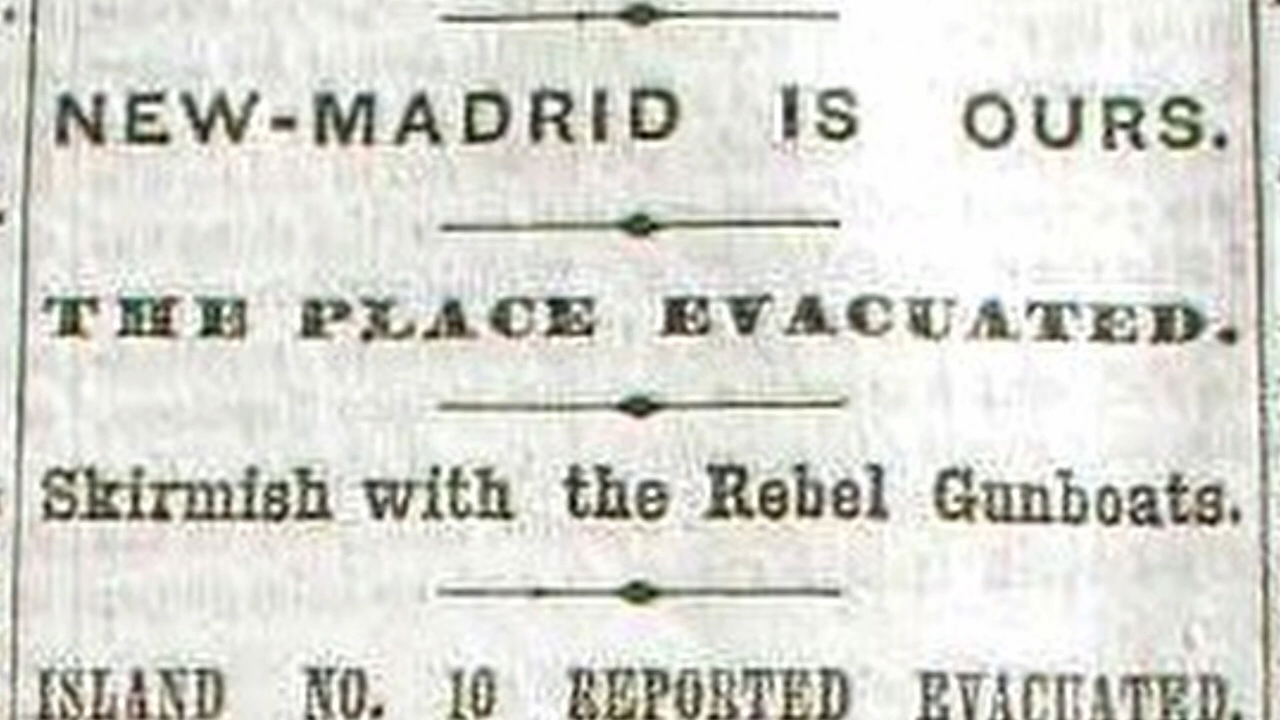 NEW-MADRID IS OURS.
THE PLACE EVACUATED.
Skirmish with the Rebel Gunboats.
ISLAND NO. 10 REPORTED EVACUATED.